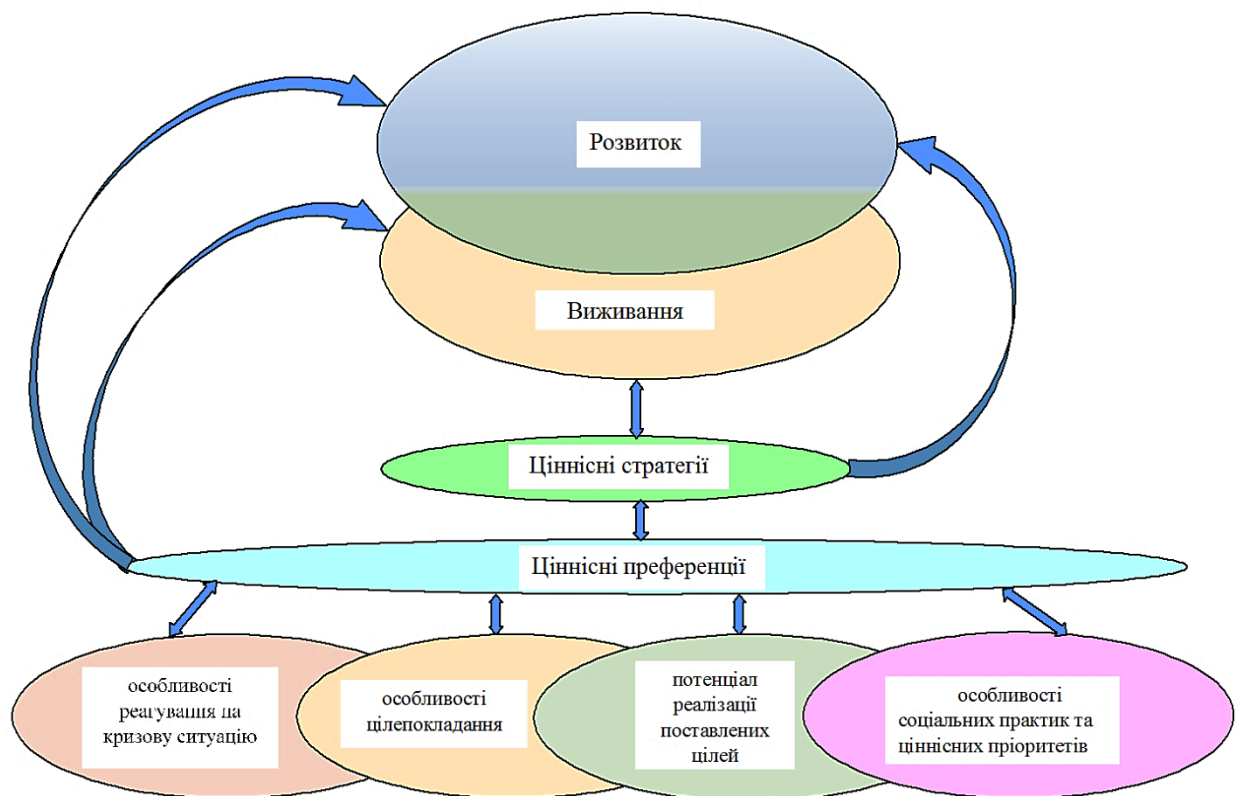 Розвиток
Виживання
Ціннісні стратегії
Ціннісні преференції
особливості
реагування на
кризову ситуацію
особливості
цілепокладання
потенціал
реалізації
поставлених
цілей
особливості
соціальних практик та
ціннісних пріоритетів